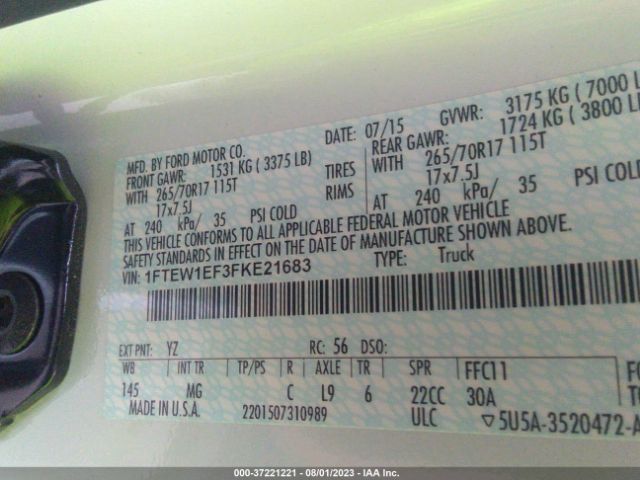 MFD. BY FORD MOTOR CO. DATE: 07/15 GVWR: 3175 KG ( 7000 L
FRONT GAWR: 1531 KG ( 3375 LB) REAR GAWR: 1724 KG ( 3800 LI
WITH 265/70R17 115T TIRES WITH 265/70R17 115T
17x7.5J RIMS 17x7.5J
AT 240 kPa/ 35 PSI COLD AT 240 kPa/ 35 PSI COL
THIS VEHICLE CONFORMS TO ALL APPLICABLE FEDERAL MOTOR VEHICLE
SAFETY STANDARDS IN EFFECT ON THE DATE OF MANUFACTURE SHOWN ABOVE.
VIN: 1FTEW1EF3FKE21683 TYPE: Truck
EXT PNT: YZ RC: 56 DSO:
WB INT TR TP/PS R AXLE TR SPR FFC11 FO
145 MG C L9 6 22CC 30A
MADE IN U.S.A. 2201507310989 ULC ▽5U5A-3520472-A
000-37221221 - 08/01/2023 - IAA Inc.